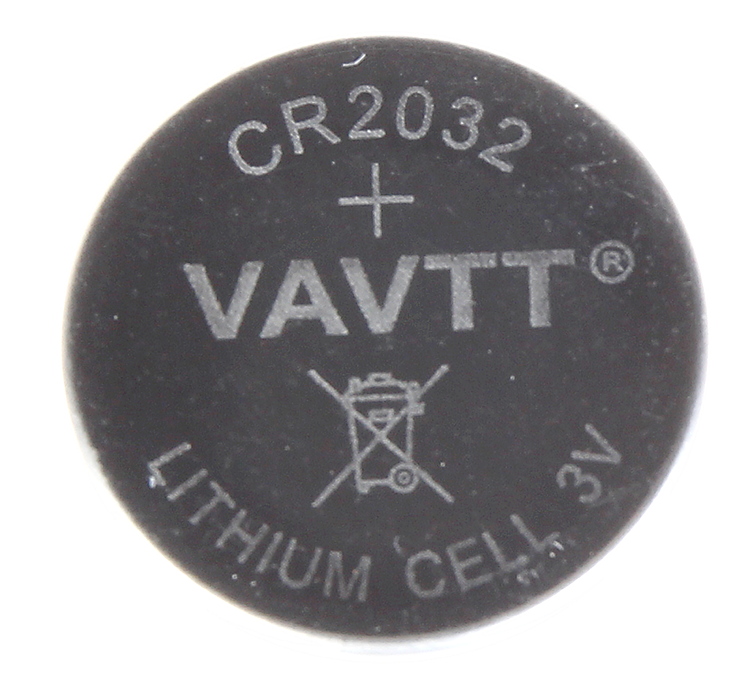 CR2032
+
VAVTT®
LITHIUM CELL 3V